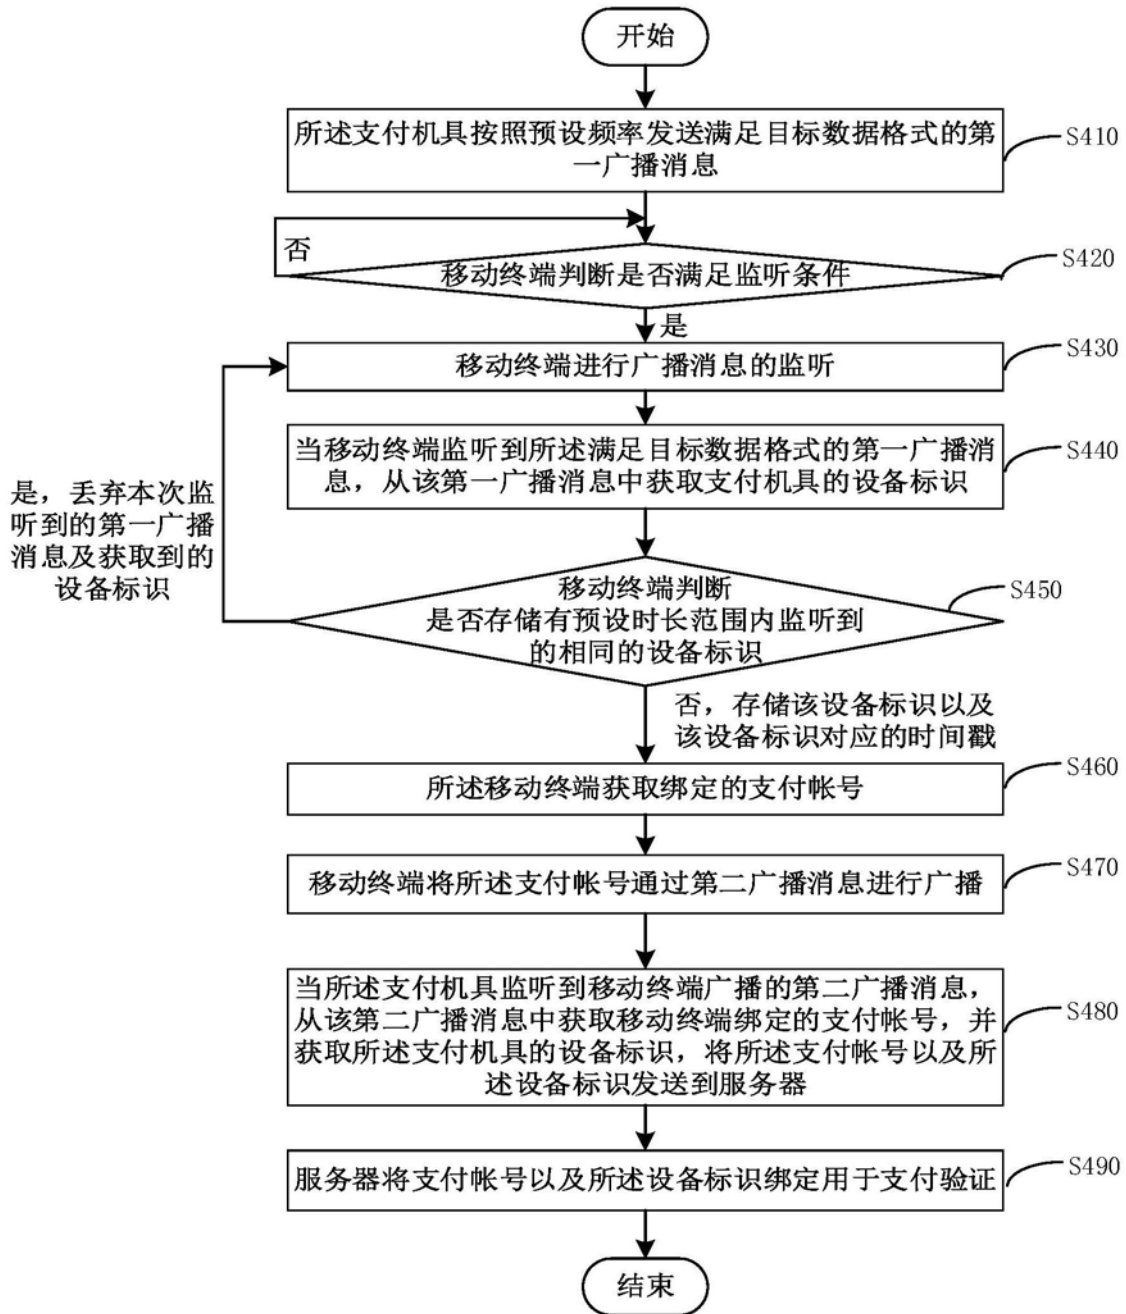 开始
所述支付机具按照预设频率发送满足目标数据格式的第
一广播消息
S410
否
移动终端判断是否满足监听条件
S420
是
移动终端进行广播消息的监听
S430
当移动终端监听到所述满足目标数据格式的第一广播消
息，从该第一广播消息中获取支付机具的设备标识
S440
是，丢弃本次监
听到的第一广播
消息及获取到的
设备标识
移动终端判断
是否存储有预设时长范围内监听到
的相同的设备标识
S450
否，存储该设备标识以及
该设备标识对应的时间戳
所述移动终端获取绑定的支付帐号
S460
移动终端将所述支付帐号通过第二广播消息进行广播
S470
当所述支付机具监听到移动终端广播的第二广播消息，
从该第二广播消息中获取移动终端绑定的支付帐号，并
获取所述支付机具的设备标识，将所述支付帐号以及所
述设备标识发送到服务器
S480
服务器将支付帐号以及所述设备标识绑定用于支付验证
S490
结束